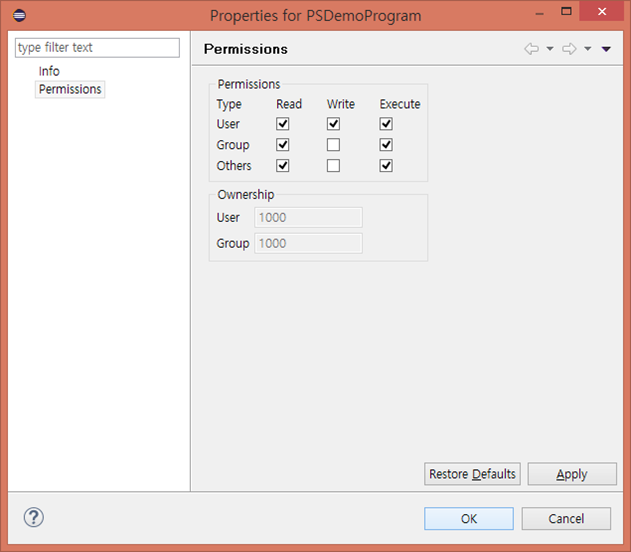 Properties for PSDemoProgram
type filter text
Info
Permissions
Permissions
Permissions
Type Read Write Execute
User
Group
Others
Ownership
User 1000
Group 1000
Restore Defaults Apply
? OK Cancel